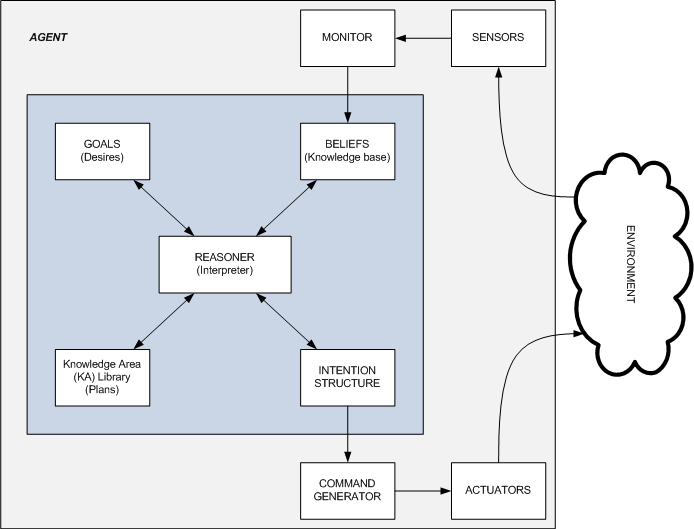 AGENT
MONITOR
SENSORS
GOALS
(Desires)
BELIEFS
(Knowledge base)
REASONER
(Interpreter)
ENVIRONMENT
Knowledge Area
(KA) Library
(Plans)
INTENTION
STRUCTURE
COMMAND
GENERATOR
ACTUATORS